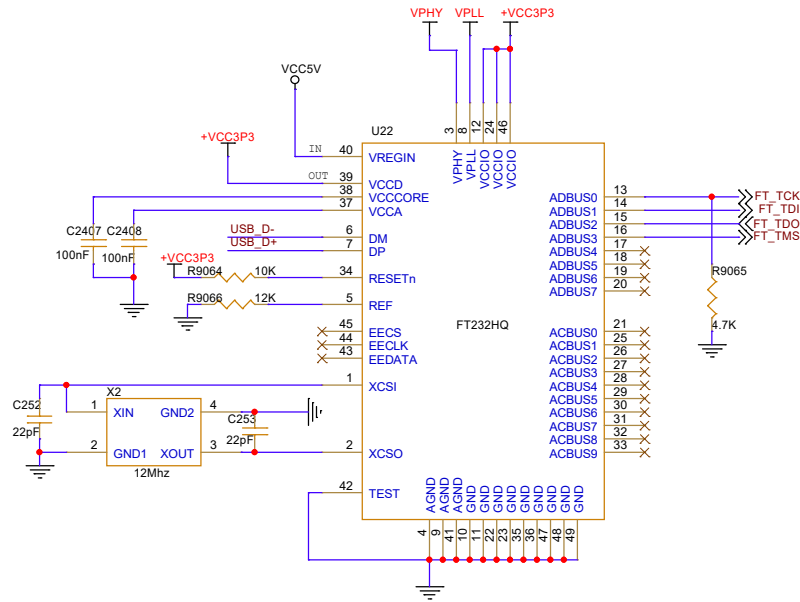 VPHY VPLL +VCC3P3
VCC5V
U22
3 8 12 24 46
VPHY VPLL VCCIO VCCIO VCCIO
IN 40 VREGIN
+VCC3P3
OUT 39 VCCD
38 VCCCORE
37 VCCA
C2407 C2408
100nF 100nF
USB_D- 6 DM
USB_D+ 7 DP
+VCC3P3
R9064 10K 34 RESETn
R9066 12K 5 REF
45 EECS
44 EECLK
43 EEDATA
1 XCSI
FT232HQ
ADBUS0 13 FT_TCK
ADBUS1 14 FT_TDI
ADBUS2 15 FT_TDO
ADBUS3 16 FT_TMS
ADBUS4 17
ADBUS5 18
ADBUS6 19
ADBUS7 20
R9065
4.7K
ACBUS0 21
ACBUS1 25
ACBUS2 26
ACBUS3 27
ACBUS4 28
ACBUS5 29
ACBUS6 30
ACBUS7 31
ACBUS8 32
ACBUS9 33
X2
C252
22pF
1 XIN GND2 4
2 GND1 XOUT 3
12Mhz
C253
22pF
2 XCSO
42 TEST
AGND AGND AGND GND GND GND GND GND GND GND GND GND
4 9 41 10 11 22 23 35 36 47 48 49